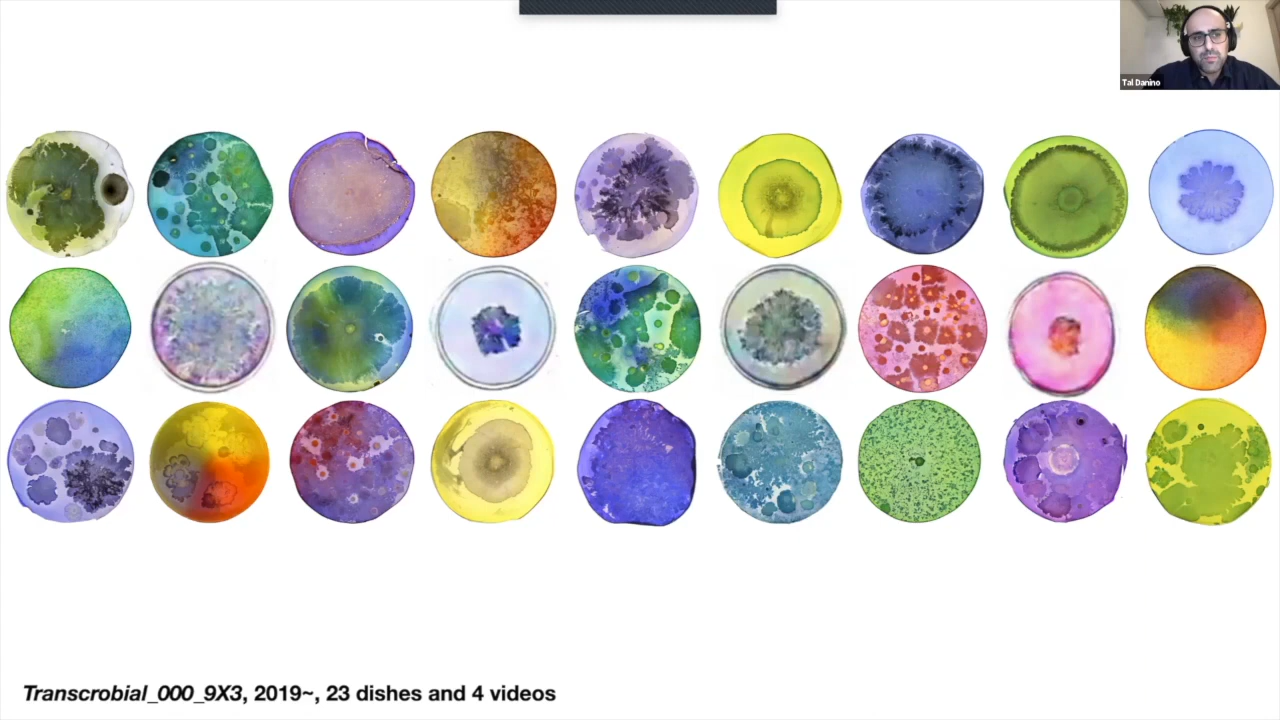 Tal Danino
Transcrobial_000_9X3, 2019~, 23 dishes and 4 videos